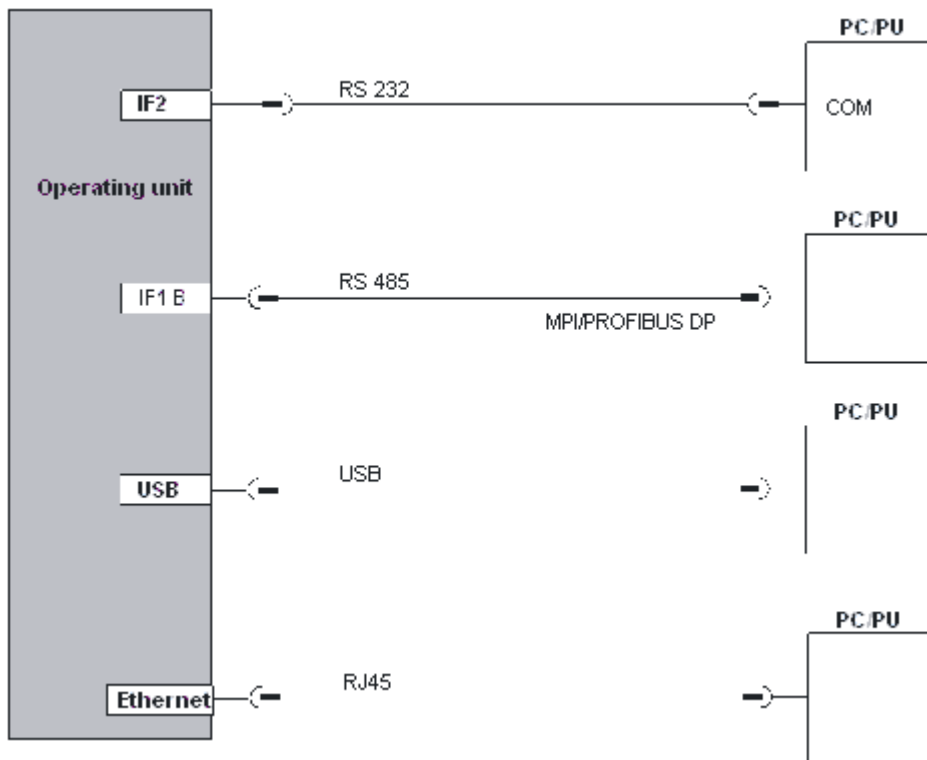 PC/PU
IF2
RS 232
COM
Operating unit
PC/PU
IF1 B
RS 485
MPI/PROFIBUS DP
PC/PU
USB
USB
PC/PU
Ethernet
RJ45